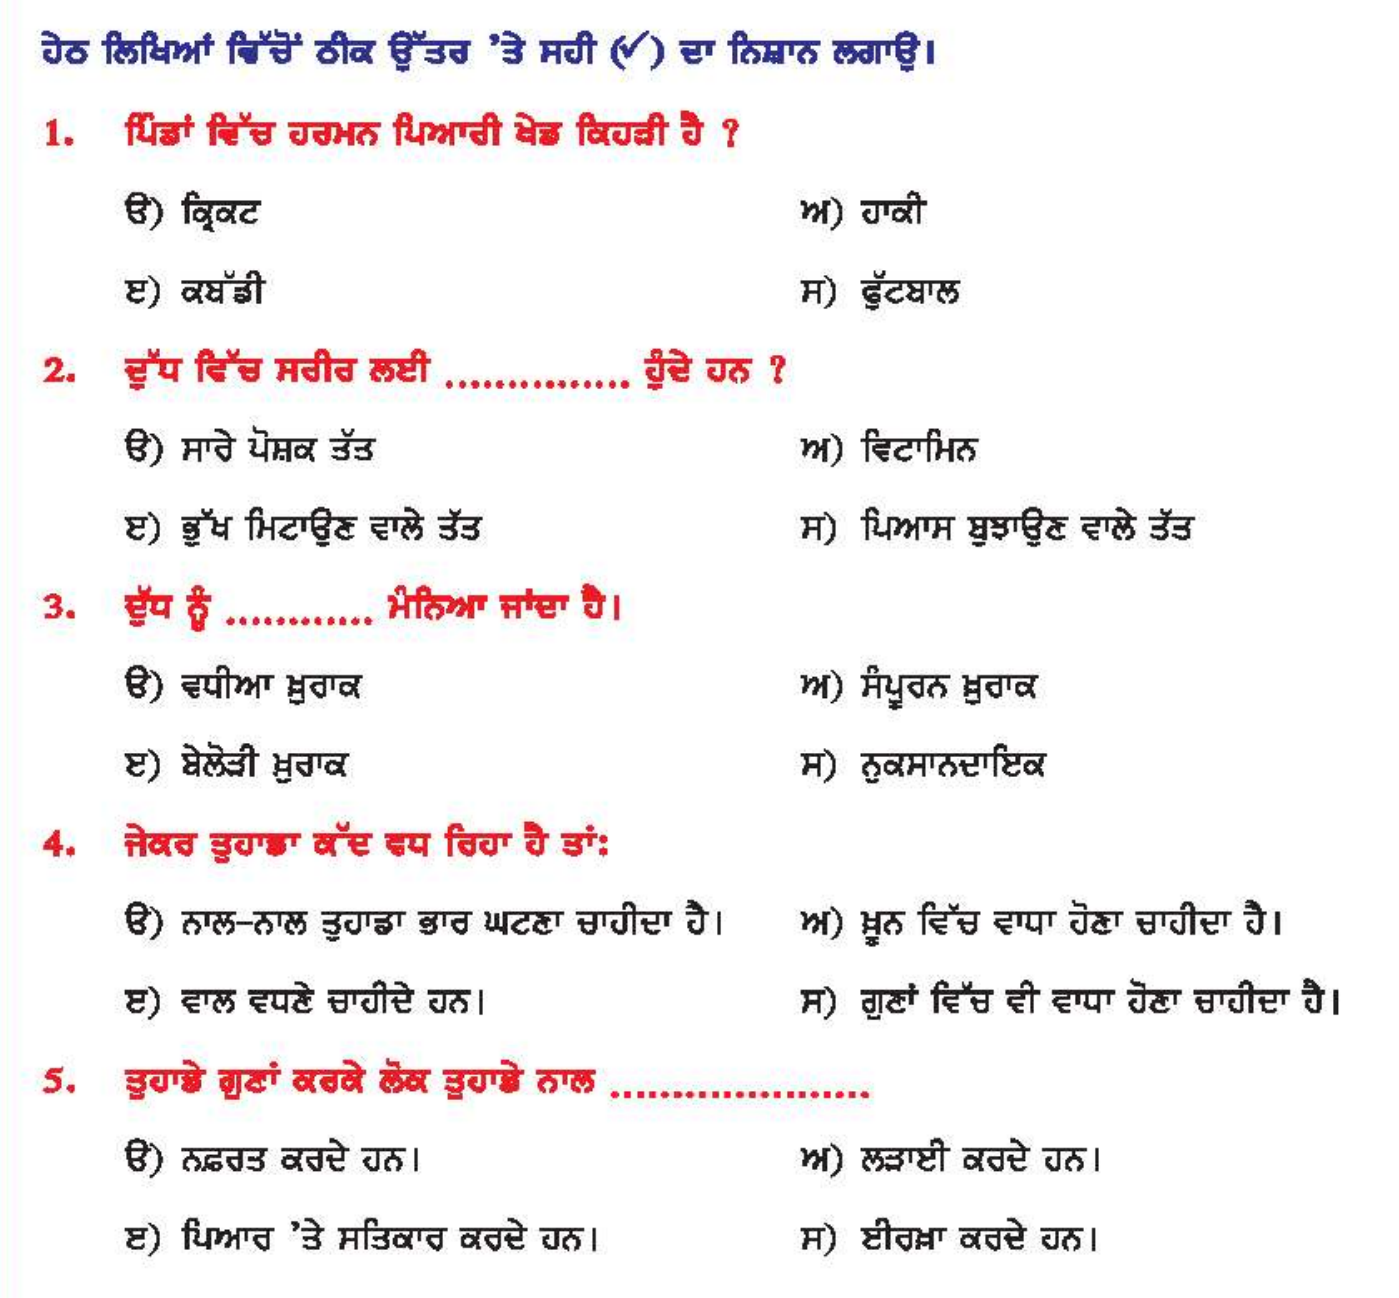 ਹੇਠ ਲਿਖਿਆਂ ਵਿੱਚੋਂ ਠੀਕ ਉੱਤਰ ’ਤੇ ਸਹੀ (✓) ਦਾ ਨਿਸ਼ਾਨ ਲਗਾਉ।
1. ਪਿੰਡਾਂ ਵਿੱਚ ਹਰਮਨ ਪਿਆਰੀ ਖੇਡ ਕਿਹੜੀ ਹੈ ?
ੳ) ਕ੍ਰਿਕਟ ਅ) ਹਾਕੀ
ੲ) ਕਬੱਡੀ ਸ) ਫੁੱਟਬਾਲ
2. ਦੁੱਧ ਵਿੱਚ ਸਰੀਰ ਲਈ ............... ਹੁੰਦੇ ਹਨ ?
ੳ) ਸਾਰੇ ਪੋਸ਼ਕ ਤੱਤ ਅ) ਵਿਟਾਮਿਨ
ੲ) ਭੁੱਖ ਮਿਟਾਉਣ ਵਾਲੇ ਤੱਤ ਸ) ਪਿਆਸ ਬੁਝਾਉਣ ਵਾਲੇ ਤੱਤ
3. ਦੁੱਧ ਨੂੰ ............ ਮੰਨਿਆ ਜਾਂਦਾ ਹੈ।
ੳ) ਵਧੀਆ ਖ਼ੁਰਾਕ ਅ) ਸੰਪੂਰਨ ਖ਼ੁਰਾਕ
ੲ) ਬੇਲੋੜੀ ਖ਼ੁਰਾਕ ਸ) ਨੁਕਸਾਨਦਾਇਕ
4. ਜੇਕਰ ਤੁਹਾਡਾ ਕੱਦ ਵਧ ਰਿਹਾ ਹੈ ਤਾਂ:
ੳ) ਨਾਲ-ਨਾਲ ਤੁਹਾਡਾ ਭਾਰ ਘਟਣਾ ਚਾਹੀਦਾ ਹੈ। ਅ) ਖ਼ੂਨ ਵਿੱਚ ਵਾਧਾ ਹੋਣਾ ਚਾਹੀਦਾ ਹੈ।
ੲ) ਵਾਲ ਵਧਣੇ ਚਾਹੀਦੇ ਹਨ। ਸ) ਗੁਣਾਂ ਵਿੱਚ ਵੀ ਵਾਧਾ ਹੋਣਾ ਚਾਹੀਦਾ ਹੈ।
5. ਤੁਹਾਡੇ ਗੁਣਾਂ ਕਰਕੇ ਲੋਕ ਤੁਹਾਡੇ ਨਾਲ .....................
ੳ) ਨਫ਼ਰਤ ਕਰਦੇ ਹਨ। ਅ) ਲੜਾਈ ਕਰਦੇ ਹਨ।
ੲ) ਪਿਆਰ ’ਤੇ ਸਤਿਕਾਰ ਕਰਦੇ ਹਨ। ਸ) ਈਰਖ਼ਾ ਕਰਦੇ ਹਨ।